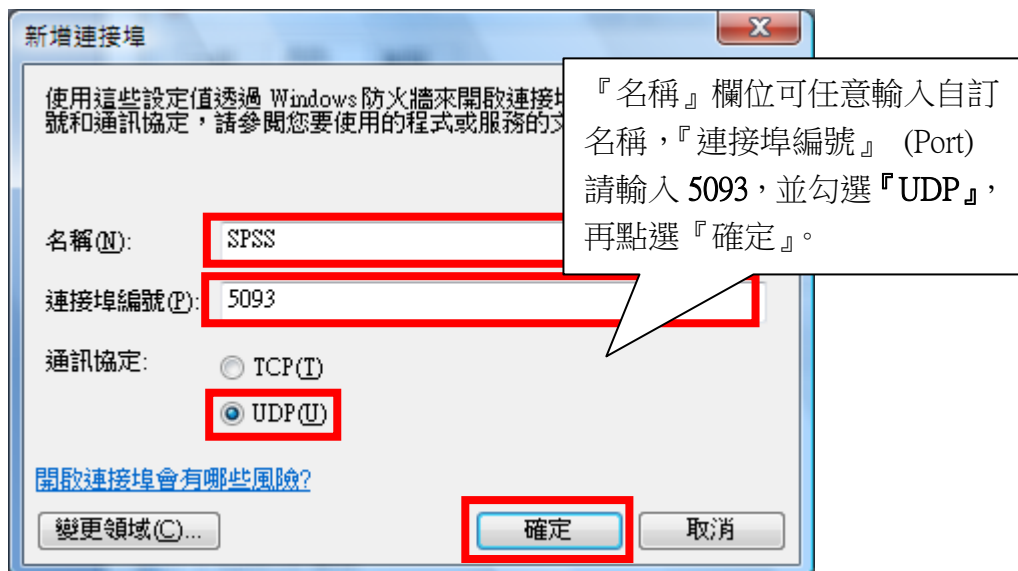 新增連接埠
使用這些設定值透過 Windows 防火牆來開啟連接
號和通訊協定，請參閱您要使用的程式或服務的
『名稱』欄位可任意輸入自訂
名稱，『連接埠編號』 (Port)
請輸入 5093，並勾選『UDP』，
再點選『確定』。
名稱(N): SPSS
連接埠編號(P): 5093
通訊協定: TCP(T)
UDP(U)
開啟連接埠會有哪些風險?
變更領域(C)... 確定 取消